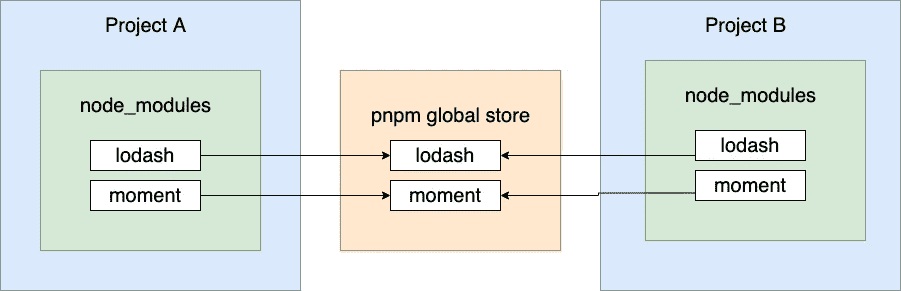 Project A
node_modules
lodash
moment
pnpm global store
lodash
moment
Project B
node_modules
lodash
moment